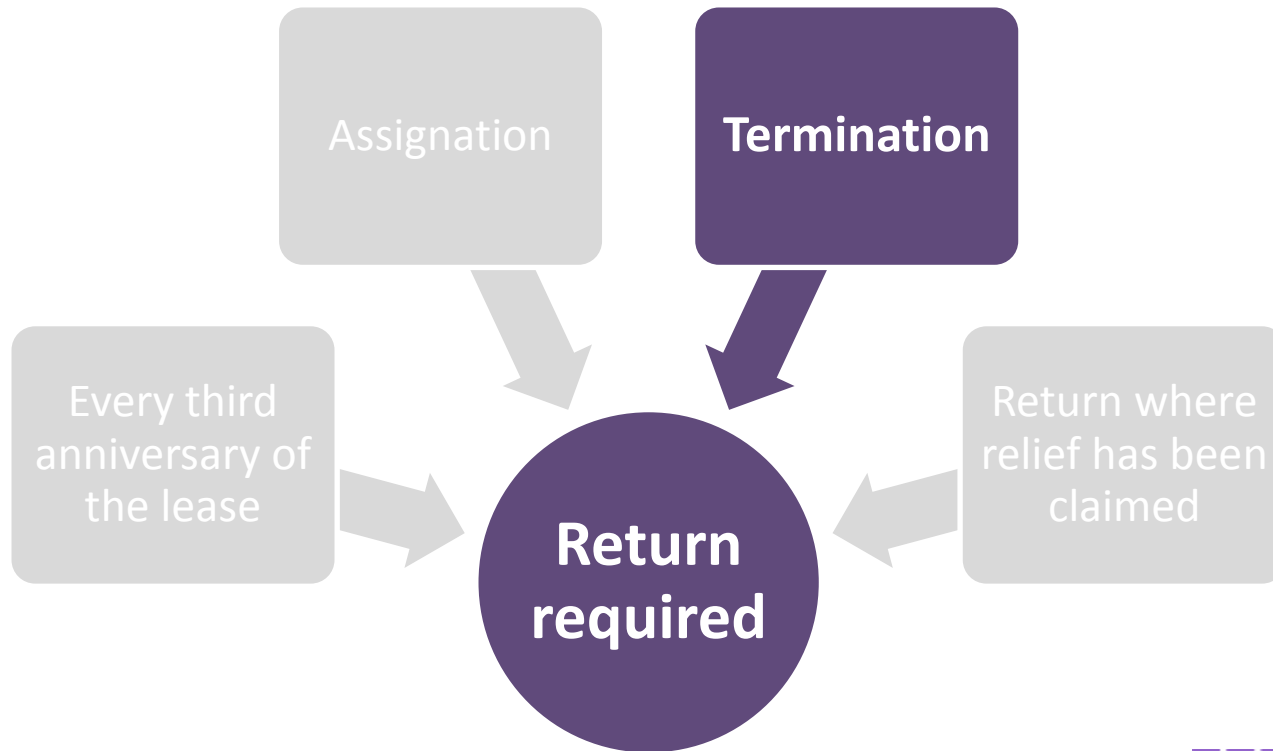 Assignation
Termination
Every third
anniversary of
the lease
Return where
relief has been
claimed
Return
required